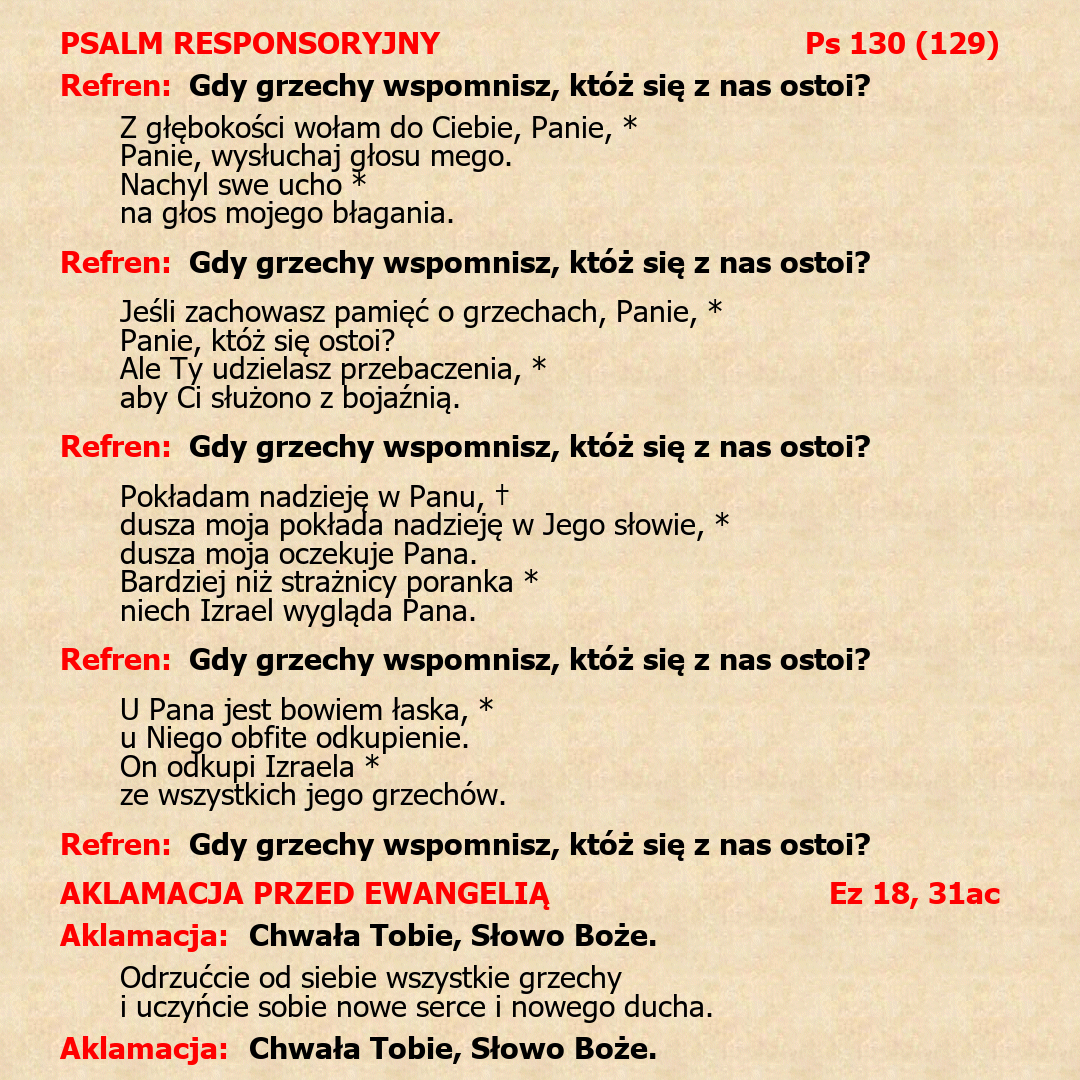 PSALM RESPONSORYJNY Ps 130 (129)
Refren: Gdy grzechy wspomnisz, któż się z nas ostoi?
Z głębokości wołam do Ciebie, Panie, *
Panie, wysłuchaj głosu mego.
Nachyl swe ucho *
na głos mojego błagania.
Refren: Gdy grzechy wspomnisz, któż się z nas ostoi?
Jeśli zachowasz pamięć o grzechach, Panie, *
Panie, któż się ostoi?
Ale Ty udzielasz przebaczenia, *
aby Ci służono z bojaźnią.
Refren: Gdy grzechy wspomnisz, któż się z nas ostoi?
Pokładam nadzieję w Panu, †
dusza moja pokłada nadzieję w Jego słowie, *
dusza moja oczekuje Pana.
Bardziej niż strażnicy poranka *
niech Izrael wygląda Pana.
Refren: Gdy grzechy wspomnisz, któż się z nas ostoi?
U Pana jest bowiem łaska, *
u Niego obfite odkupienie.
On odkupi Izraela *
ze wszystkich jego grzechów.
Refren: Gdy grzechy wspomnisz, któż się z nas ostoi?
AKLAMACJA PRZED EWANGELIĄ Ez 18, 31ac
Aklamacja: Chwała Tobie, Słowo Boże.
Odrzućcie od siebie wszystkie grzechy
i uczyńcie sobie nowe serce i nowego ducha.
Aklamacja: Chwała Tobie, Słowo Boże.